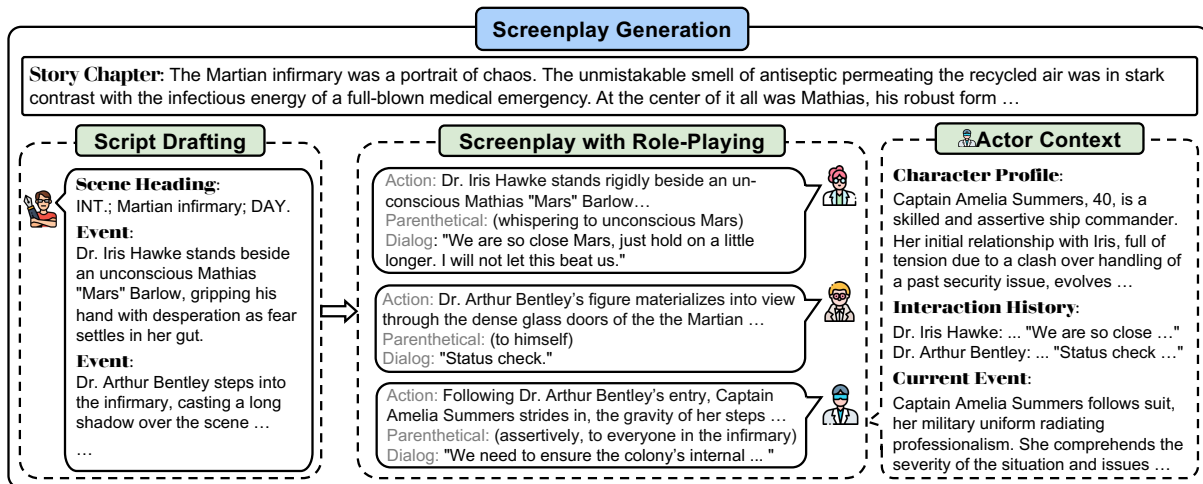 Screenplay Generation
Story Chapter: The Martian infirmary was a portrait of chaos. The unmistakable smell of antiseptic permeating the recycled air was in stark
contrast with the infectious energy of a full-blown medical emergency. At the center of it all was Mathias, his robust form ...
Script Drafting
Scene Heading:
INT.; Martian infirmary; DAY.
Event:
Dr. Iris Hawke stands beside
an unconscious Mathias
"Mars" Barlow, gripping his
hand with desperation as fear
settles in her gut.
Event:
Dr. Arthur Bentley steps into
the infirmary, casting a long
shadow over the scene ...
...
Screenplay with Role-Playing
Action: Dr. Iris Hawke stands rigidly beside an un-
conscious Mathias "Mars" Barlow...
Parenthetical: (whispering to unconscious Mars)
Dialog: "We are so close Mars, just hold on a little
longer. I will not let this beat us."
Action: Dr. Arthur Bentley's figure materializes into view
through the dense glass doors of the the Martian ...
Parenthetical: (to himself)
Dialog: "Status check."
Action: Following Dr. Arthur Bentley's entry, Captain
Amelia Summers strides in, the gravity of her steps ...
Parenthetical: (assertively, to everyone in the infirmary)
Dialog: "We need to ensure the colony's internal ... "
Actor Context
Character Profile:
Captain Amelia Summers, 40, is a
skilled and assertive ship commander.
Her initial relationship with Iris, full of
tension due to a clash over handling of
a past security issue, evolves ...
Interaction History:
Dr. Iris Hawke: ... "We are so close ..."
Dr. Arthur Bentley: ... "Status check ..."
Current Event:
Captain Amelia Summers follows suit,
her military uniform radiating
professionalism. She comprehends the
severity of the situation and issues ...